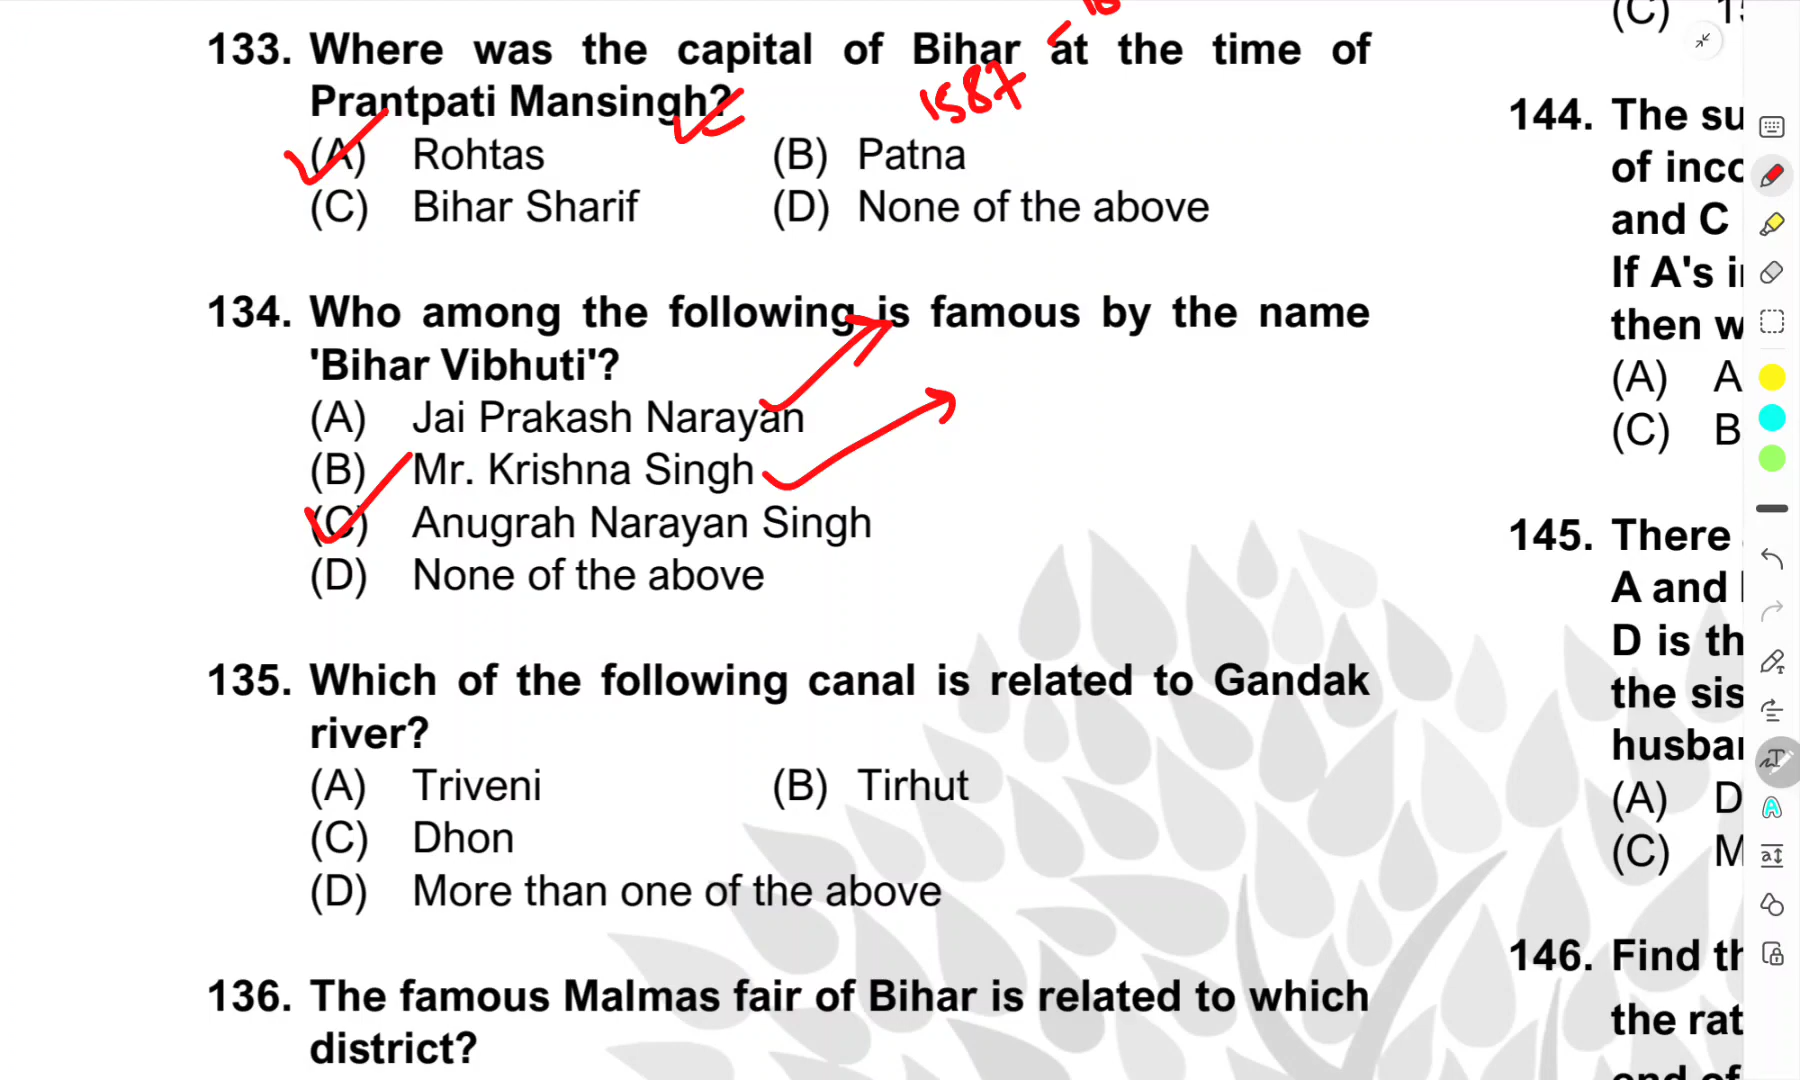 (C) 1
133. Where was the capital of Bihar at the time of
Prantpati Mansingh?
1587
(A) Rohtas (B) Patna
(C) Bihar Sharif (D) None of the above
134. Who among the following is famous by the name
'Bihar Vibhuti'?
(A) Jai Prakash Narayan
(B) Mr. Krishna Singh
(C) Anugrah Narayan Singh
(D) None of the above
135. Which of the following canal is related to Gandak
river?
(A) Triveni (B) Tirhut
(C) Dhon
(D) More than one of the above
136. The famous Malmas fair of Bihar is related to which
district?
144. The su
of inco
and C
If A's i
then w
(A) A
(C) B
145. There
A and
D is th
the sis
husba
(A) D
(C) M
146. Find th
the rat
end of